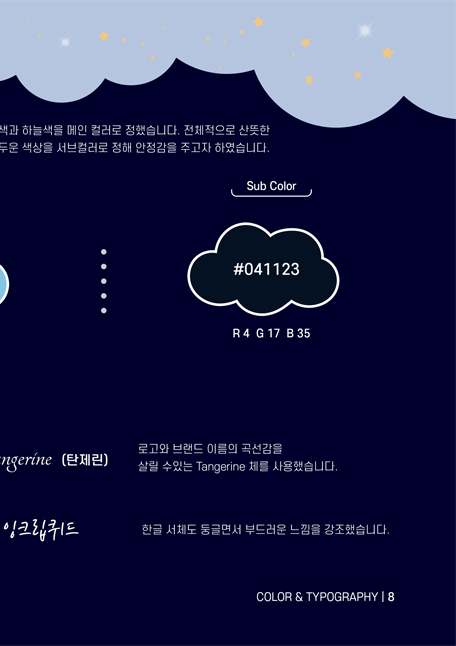 색과 하늘색을 메인 컬러로 정했습니다. 전체적으로 산뜻한
두운 색상을 서브컬러로 정해 안정감을 주고자 하였습니다.
Sub Color
#041123
R 4 G 17 B 35
ngerine (탄제린)
로고와 브랜드 이름의 곡선감을
살릴 수있는 Tangerine 체를 사용했습니다.
잉크립퀴드
한글 서체도 둥글면서 부드러운 느낌을 강조했습니다.
COLOR & TYPOGRAPHY | 8